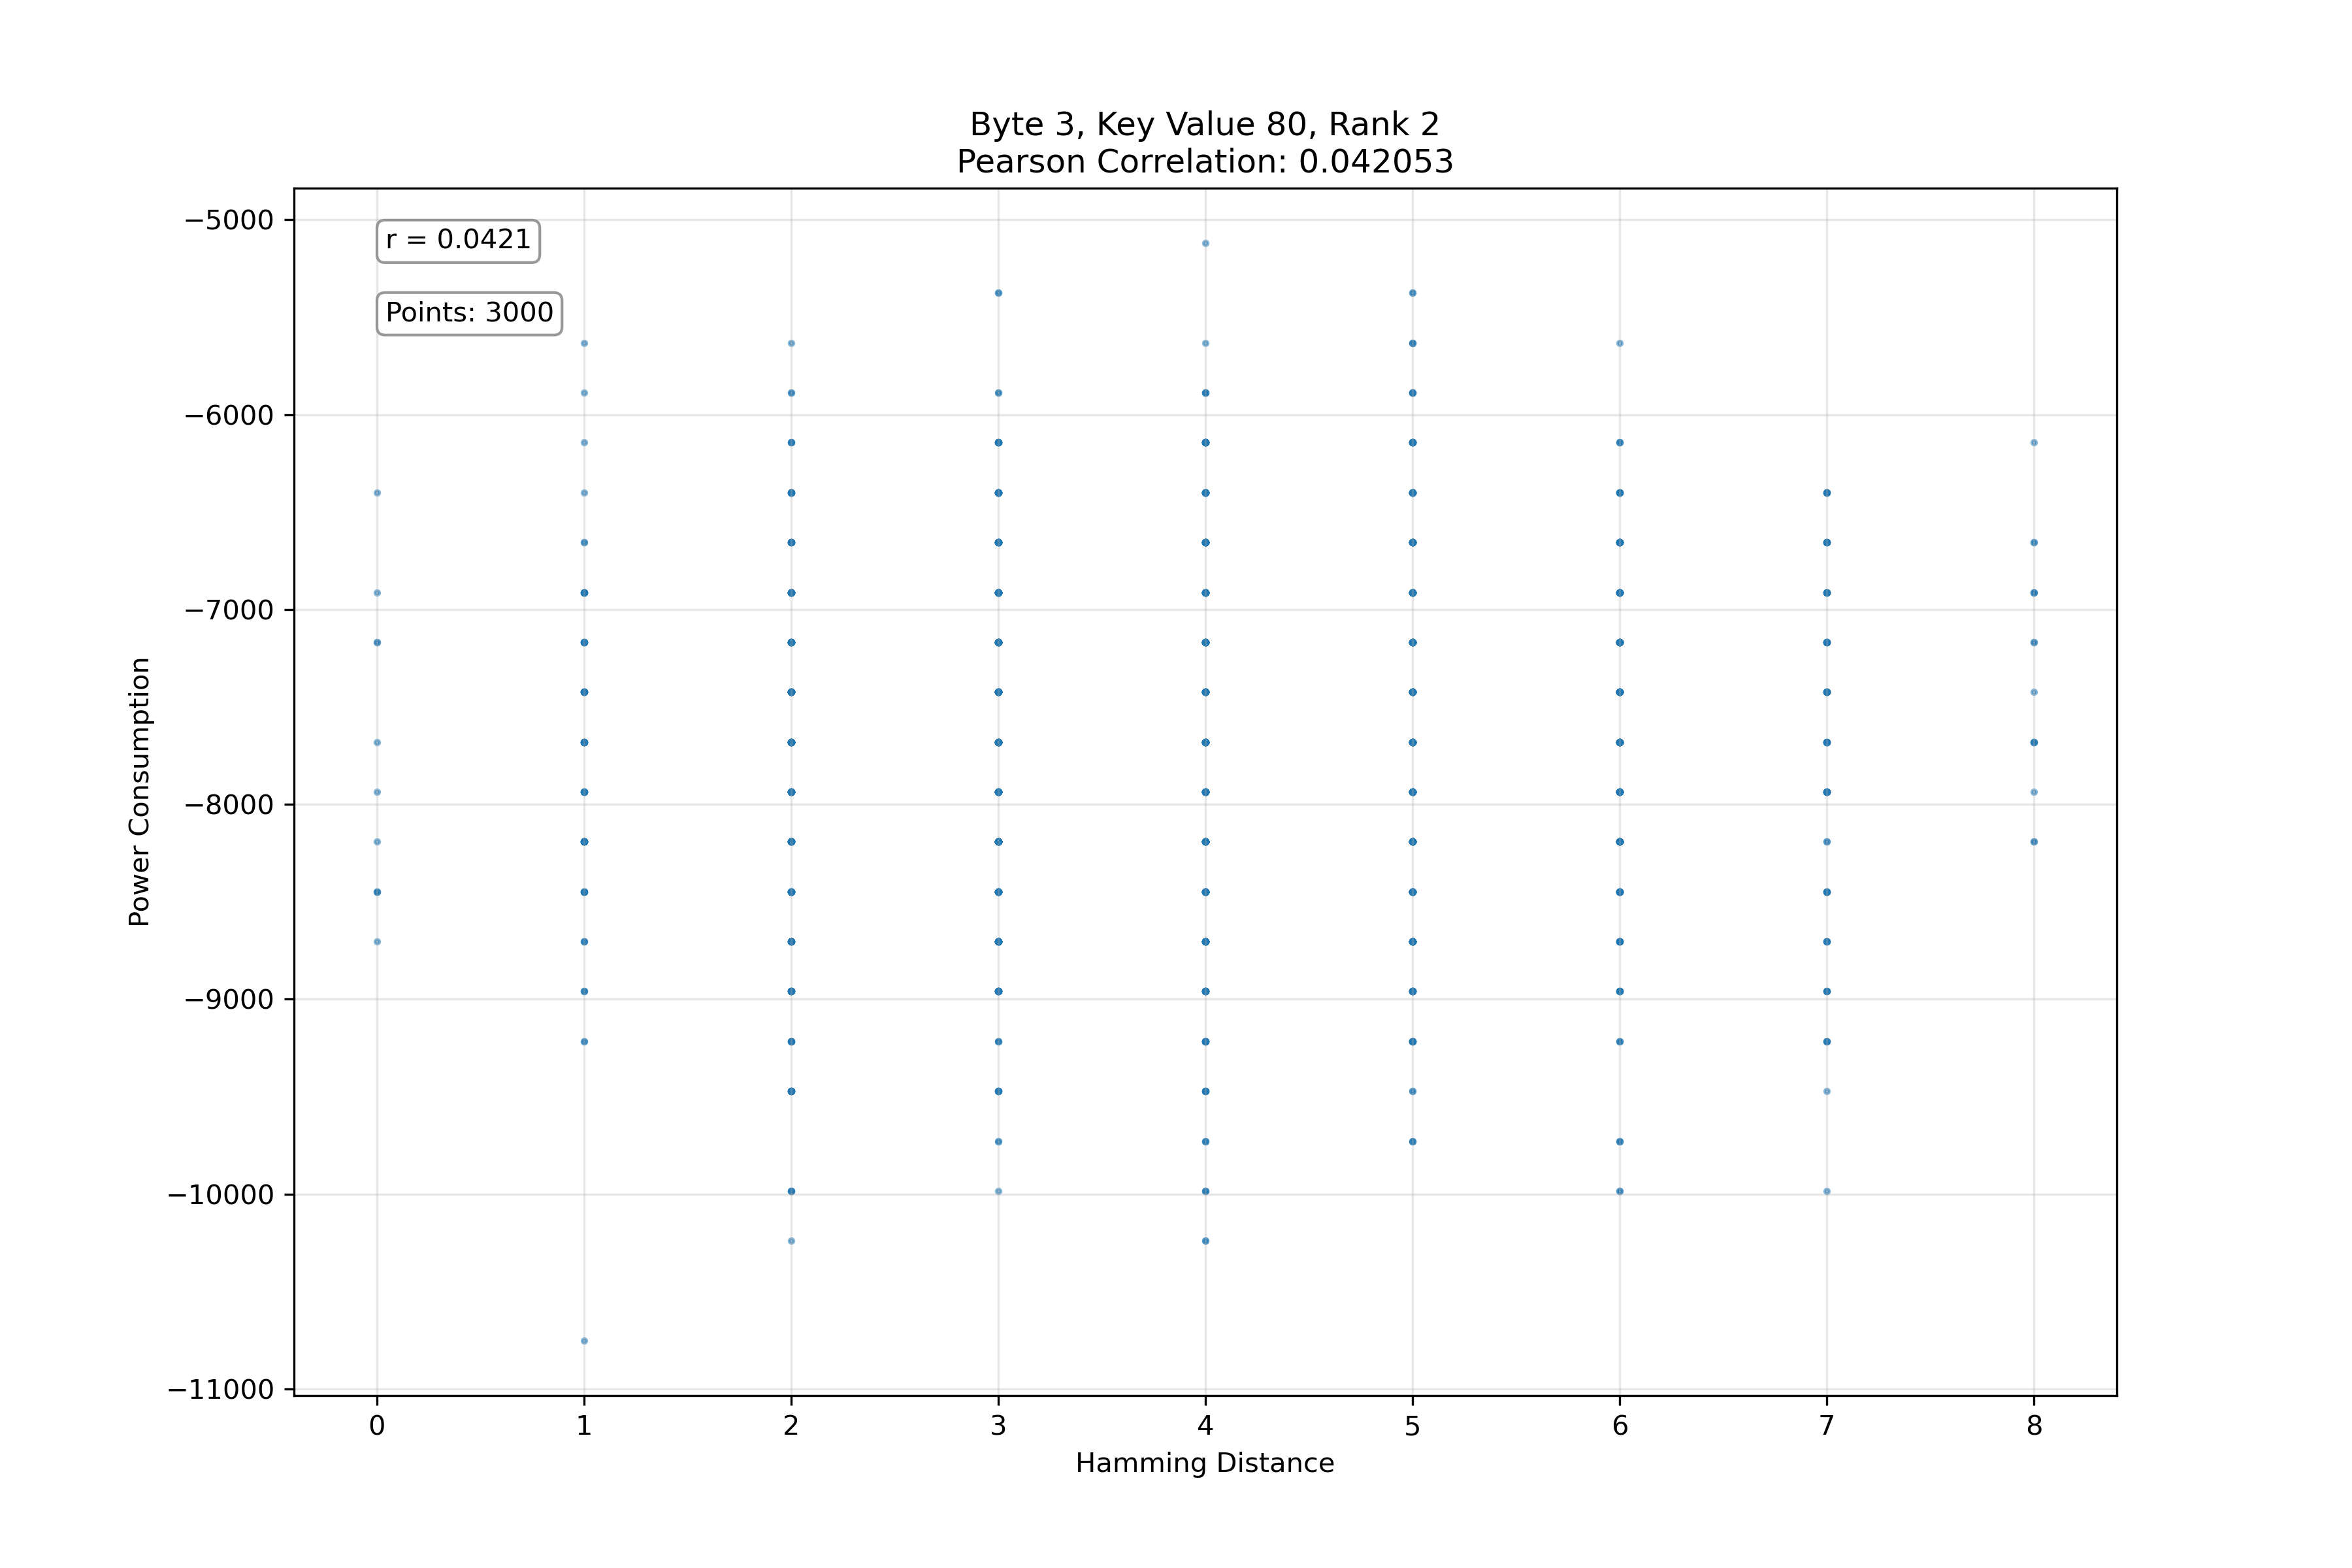 Byte 3, Key Value 80, Rank 2
Pearson Correlation: 0.042053
r = 0.0421
Points: 3000
Power Consumption
−5000
−6000
−7000
−8000
−9000
−10000
−11000
0 1 2 3 4 5 6 7 8
Hamming Distance